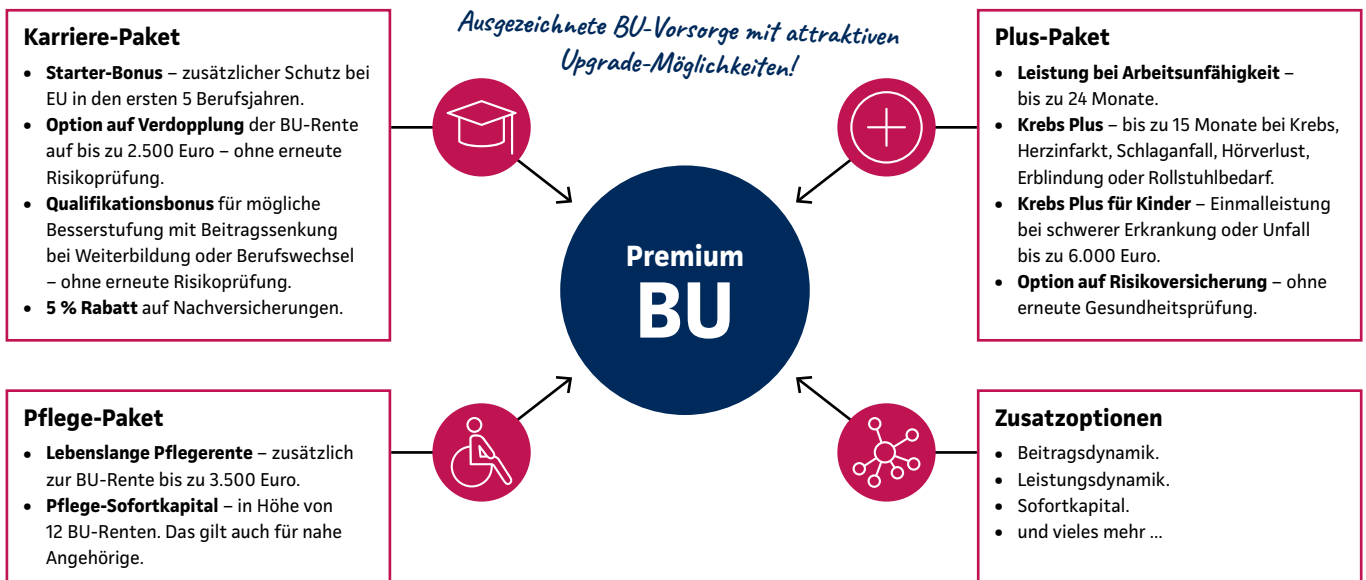 Ausgezeichnete BU-Vorsorge mit attraktiven
Upgrade-Möglichkeiten!
Karriere-Paket
• Starter-Bonus – zusätzlicher Schutz bei
EU in den ersten 5 Berufsjahren.
• Option auf Verdopplung der BU-Rente
auf bis zu 2.500 Euro – ohne erneute
Risikoprüfung.
• Qualifikationsbonus für mögliche
Besserstufung mit Beitragssenkung
bei Weiterbildung oder Berufswechsel
– ohne erneute Risikoprüfung.
• 5 % Rabatt auf Nachversicherungen.
Plus-Paket
• Leistung bei Arbeitsunfähigkeit –
bis zu 24 Monate.
• Krebs Plus – bis zu 15 Monate bei Krebs,
Herzinfarkt, Schlaganfall, Hörverlust,
Erblindung oder Rollstuhlbedarf.
• Krebs Plus für Kinder – Einmalleistung
bei schwerer Erkrankung oder Unfall
bis zu 6.000 Euro.
• Option auf Risikoversicherung – ohne
erneute Gesundheitsprüfung.
Premium
BU
Pflege-Paket
• Lebenslange Pflegerente – zusätzlich
zur BU-Rente bis zu 3.500 Euro.
• Pflege-Sofortkapital – in Höhe von
12 BU-Renten. Das gilt auch für nahe
Angehörige.
Zusatzoptionen
• Beitragsdynamik.
• Leistungsdynamik.
• Sofortkapital.
• und vieles mehr ...